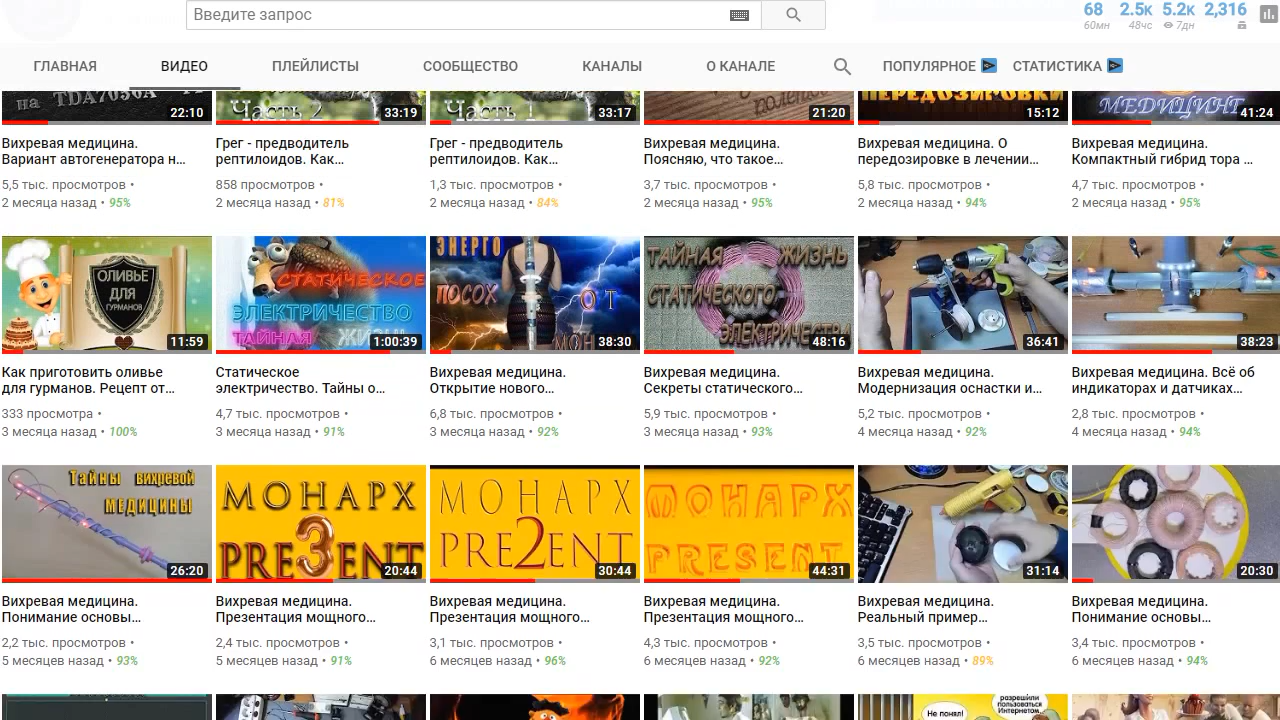 Введите запрос
68 2.5к 5.2к 2,316
60мн 48чс 7дн
ГЛАВНАЯ ВИДЕО ПЛЕЙЛИСТЫ СООБЩЕСТВО КАНАЛЫ О КАНАЛЕ ПОПУЛЯРНОЕ СТАТИСТИКА
на TDA7056A 22:10
Часть 2 33:19
Часть 1 33:17
21:20
ПЕРЕДОЗИРОВКИ 15:12
МЕДИЦИНГ 41:24
Вихревая медицина.
Вариант автогенератора н...
5,5 тыс. просмотров •
2 месяца назад • 95%
Грег - предводитель
рептилоидов. Как...
858 просмотров •
2 месяца назад • 81%
Грег - предводитель
рептилоидов. Как...
1,3 тыс. просмотров •
2 месяца назад • 84%
Вихревая медицина.
Поясняю, что такое...
3,7 тыс. просмотров •
2 месяца назад • 95%
Вихревая медицина. О
передозировке в лечении...
5,8 тыс. просмотров •
2 месяца назад • 94%
Вихревая медицина.
Компактный гибрид тора ...
4,7 тыс. просмотров •
2 месяца назад • 95%
ОЛИВЬЕ
ДЛЯ
ГУРМАНОВ
11:59
СТАТИЧЕСКОЕ
ЭЛЕКТРИЧЕСТВО
ТАЙНАЯ ЖИЗНЬ
1:00:39
ЭНЕРГО
ПОСОХ ОТ
МОН
38:30
ТАЙНАЯ ЖИЗНЬ
СТАТИЧЕСКОГО
ЭЛЕКТРИЧЕСТВА
48:16
36:41
38:23
Как приготовить оливье
для гурманов. Рецепт от...
333 просмотра •
3 месяца назад • 100%
Статическое
электричество. Тайны о...
4,7 тыс. просмотров •
3 месяца назад • 91%
Вихревая медицина.
Открытие нового...
6,8 тыс. просмотров •
3 месяца назад • 92%
Вихревая медицина.
Секреты статического...
5,9 тыс. просмотров •
3 месяца назад • 93%
Вихревая медицина.
Модернизация оснастки и...
5,2 тыс. просмотров •
4 месяца назад • 92%
Вихревая медицина. Всё об
индикаторах и датчиках...
2,8 тыс. просмотров •
4 месяца назад • 94%
Тайны вихревой
МЕДИЦИНЫ
26:20
МОНАРХ
PRE3ENT
20:44
МОНАРХ
PRE2ENT
30:44
МОНАРХ
PRESENT
44:31
31:14
20:30
Вихревая медицина.
Понимание основы...
2,2 тыс. просмотров •
5 месяцев назад • 93%
Вихревая медицина.
Презентация мощного...
2,4 тыс. просмотров •
5 месяцев назад • 91%
Вихревая медицина.
Презентация мощного...
3,1 тыс. просмотров •
6 месяцев назад • 96%
Вихревая медицина.
Презентация мощного...
4,3 тыс. просмотров •
6 месяцев назад • 92%
Вихревая медицина.
Реальный пример...
3,5 тыс. просмотров •
6 месяцев назад • 89%
Вихревая медицина.
Понимание основы...
3,4 тыс. просмотров •
6 месяцев назад • 94%
Не понял!
разрешили
пользоваться
Интернетом,